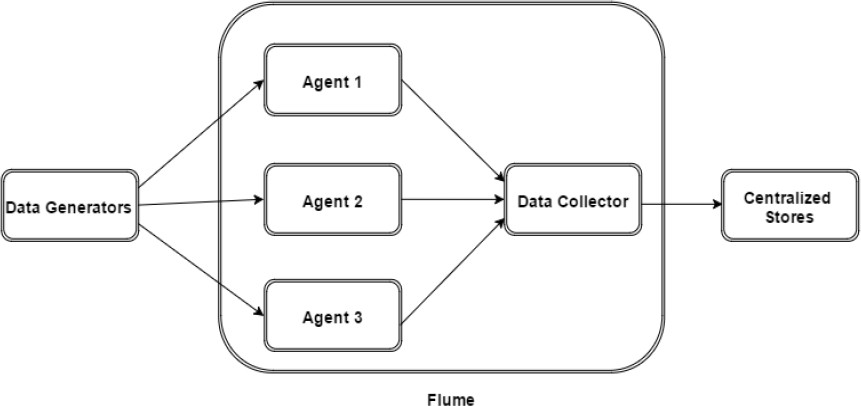 Agent 1
Data Generators
Agent 2
Data Collector
Centralized
Stores
Agent 3
Flume